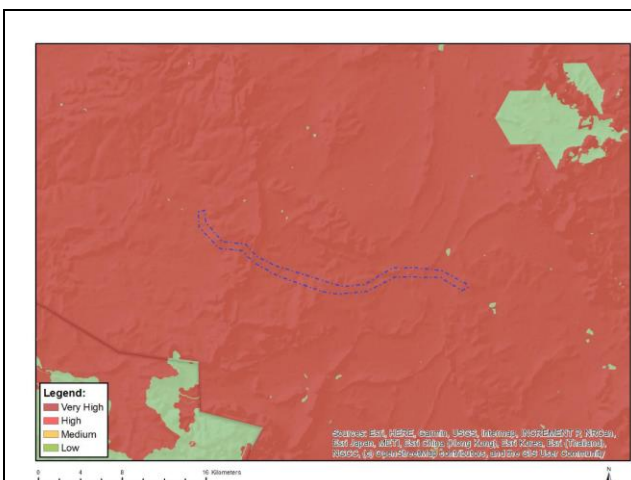 Legend:
Very High
High
Medium
Low
Sources: Esri, HERE, Garmin, USGS, Intermap, INCREMENT P, NRCan,
Esri Japan, METI, Esri China (Hong Kong), Esri Korea, Esri (Thailand),
NGCC, (c) OpenStreetMap contributors, and the GIS User Community
0 2 4 8 16 Kilometers
N